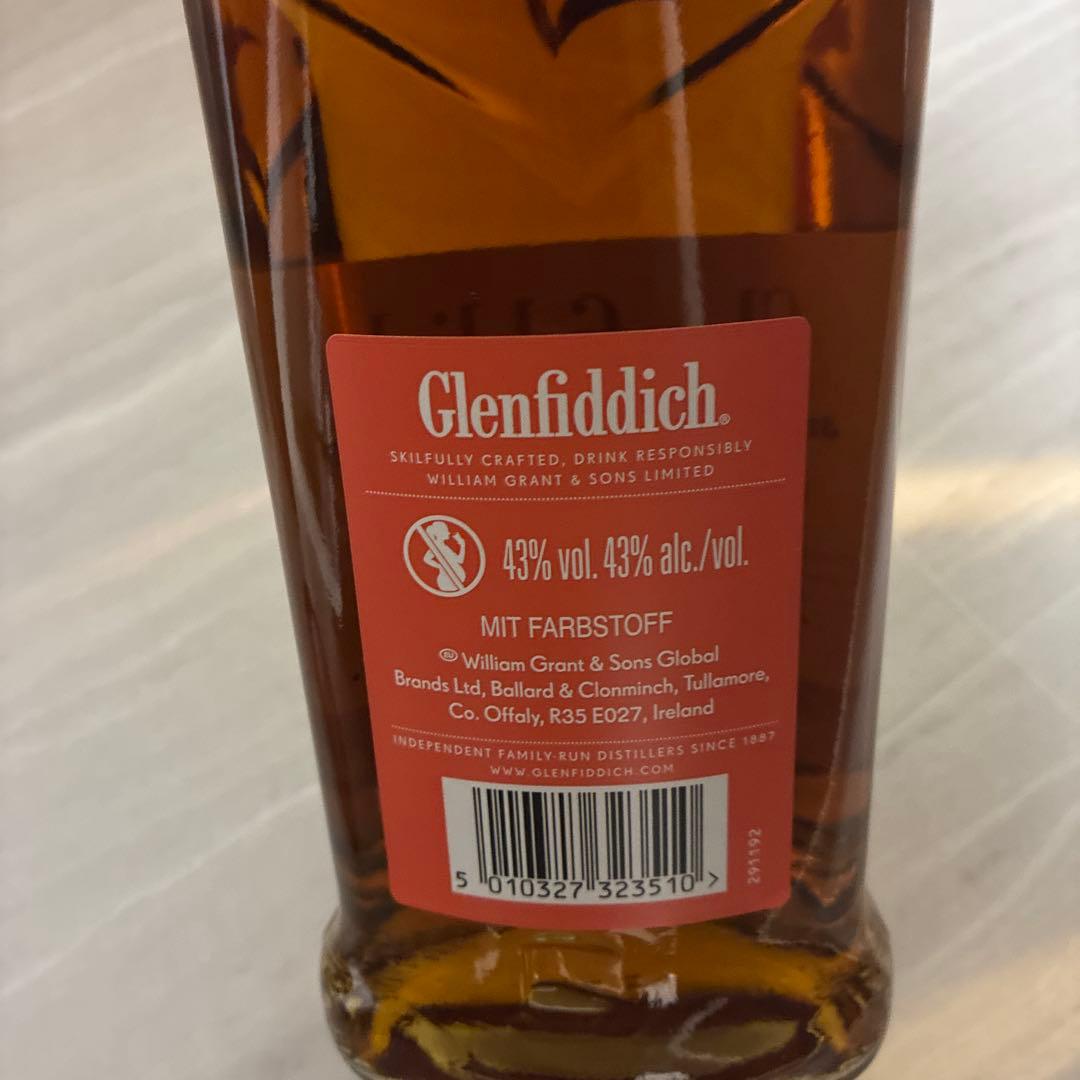 Glenfiddich®
SKILFULLY CRAFTED, DRINK RESPONSIBLY
WILLIAM GRANT & SONS LIMITED
43% vol. 43% alc./vol.
MIT FARBSTOFF
EU William Grant & Sons Global
Brands Ltd, Ballard & Clonminch, Tullamore,
Co. Offaly, R35 E027, Ireland
INDEPENDENT FAMILY-RUN DISTILLERS SINCE 1887
WWW.GLENFIDDICH.COM
5 010327 323510 >
291192